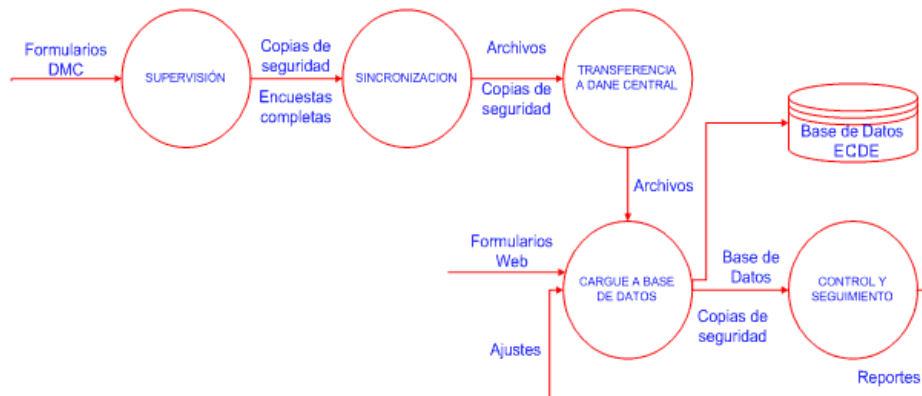 Formularios
DMC
SUPERVISIÓN
Copias de
seguridad
Encuestas
completas
SINCRONIZACION
Archivos
Copias de
seguridad
TRANSFERENCIA
A DANE CENTRAL
Base de Datos
ECDE
Archivos
Formularios
Web
CARGUE A BASE
DE DATOS
Base de
Datos
Copias de
seguridad
CONTROL Y
SEGUIMIENTO
Ajustes
Reportes